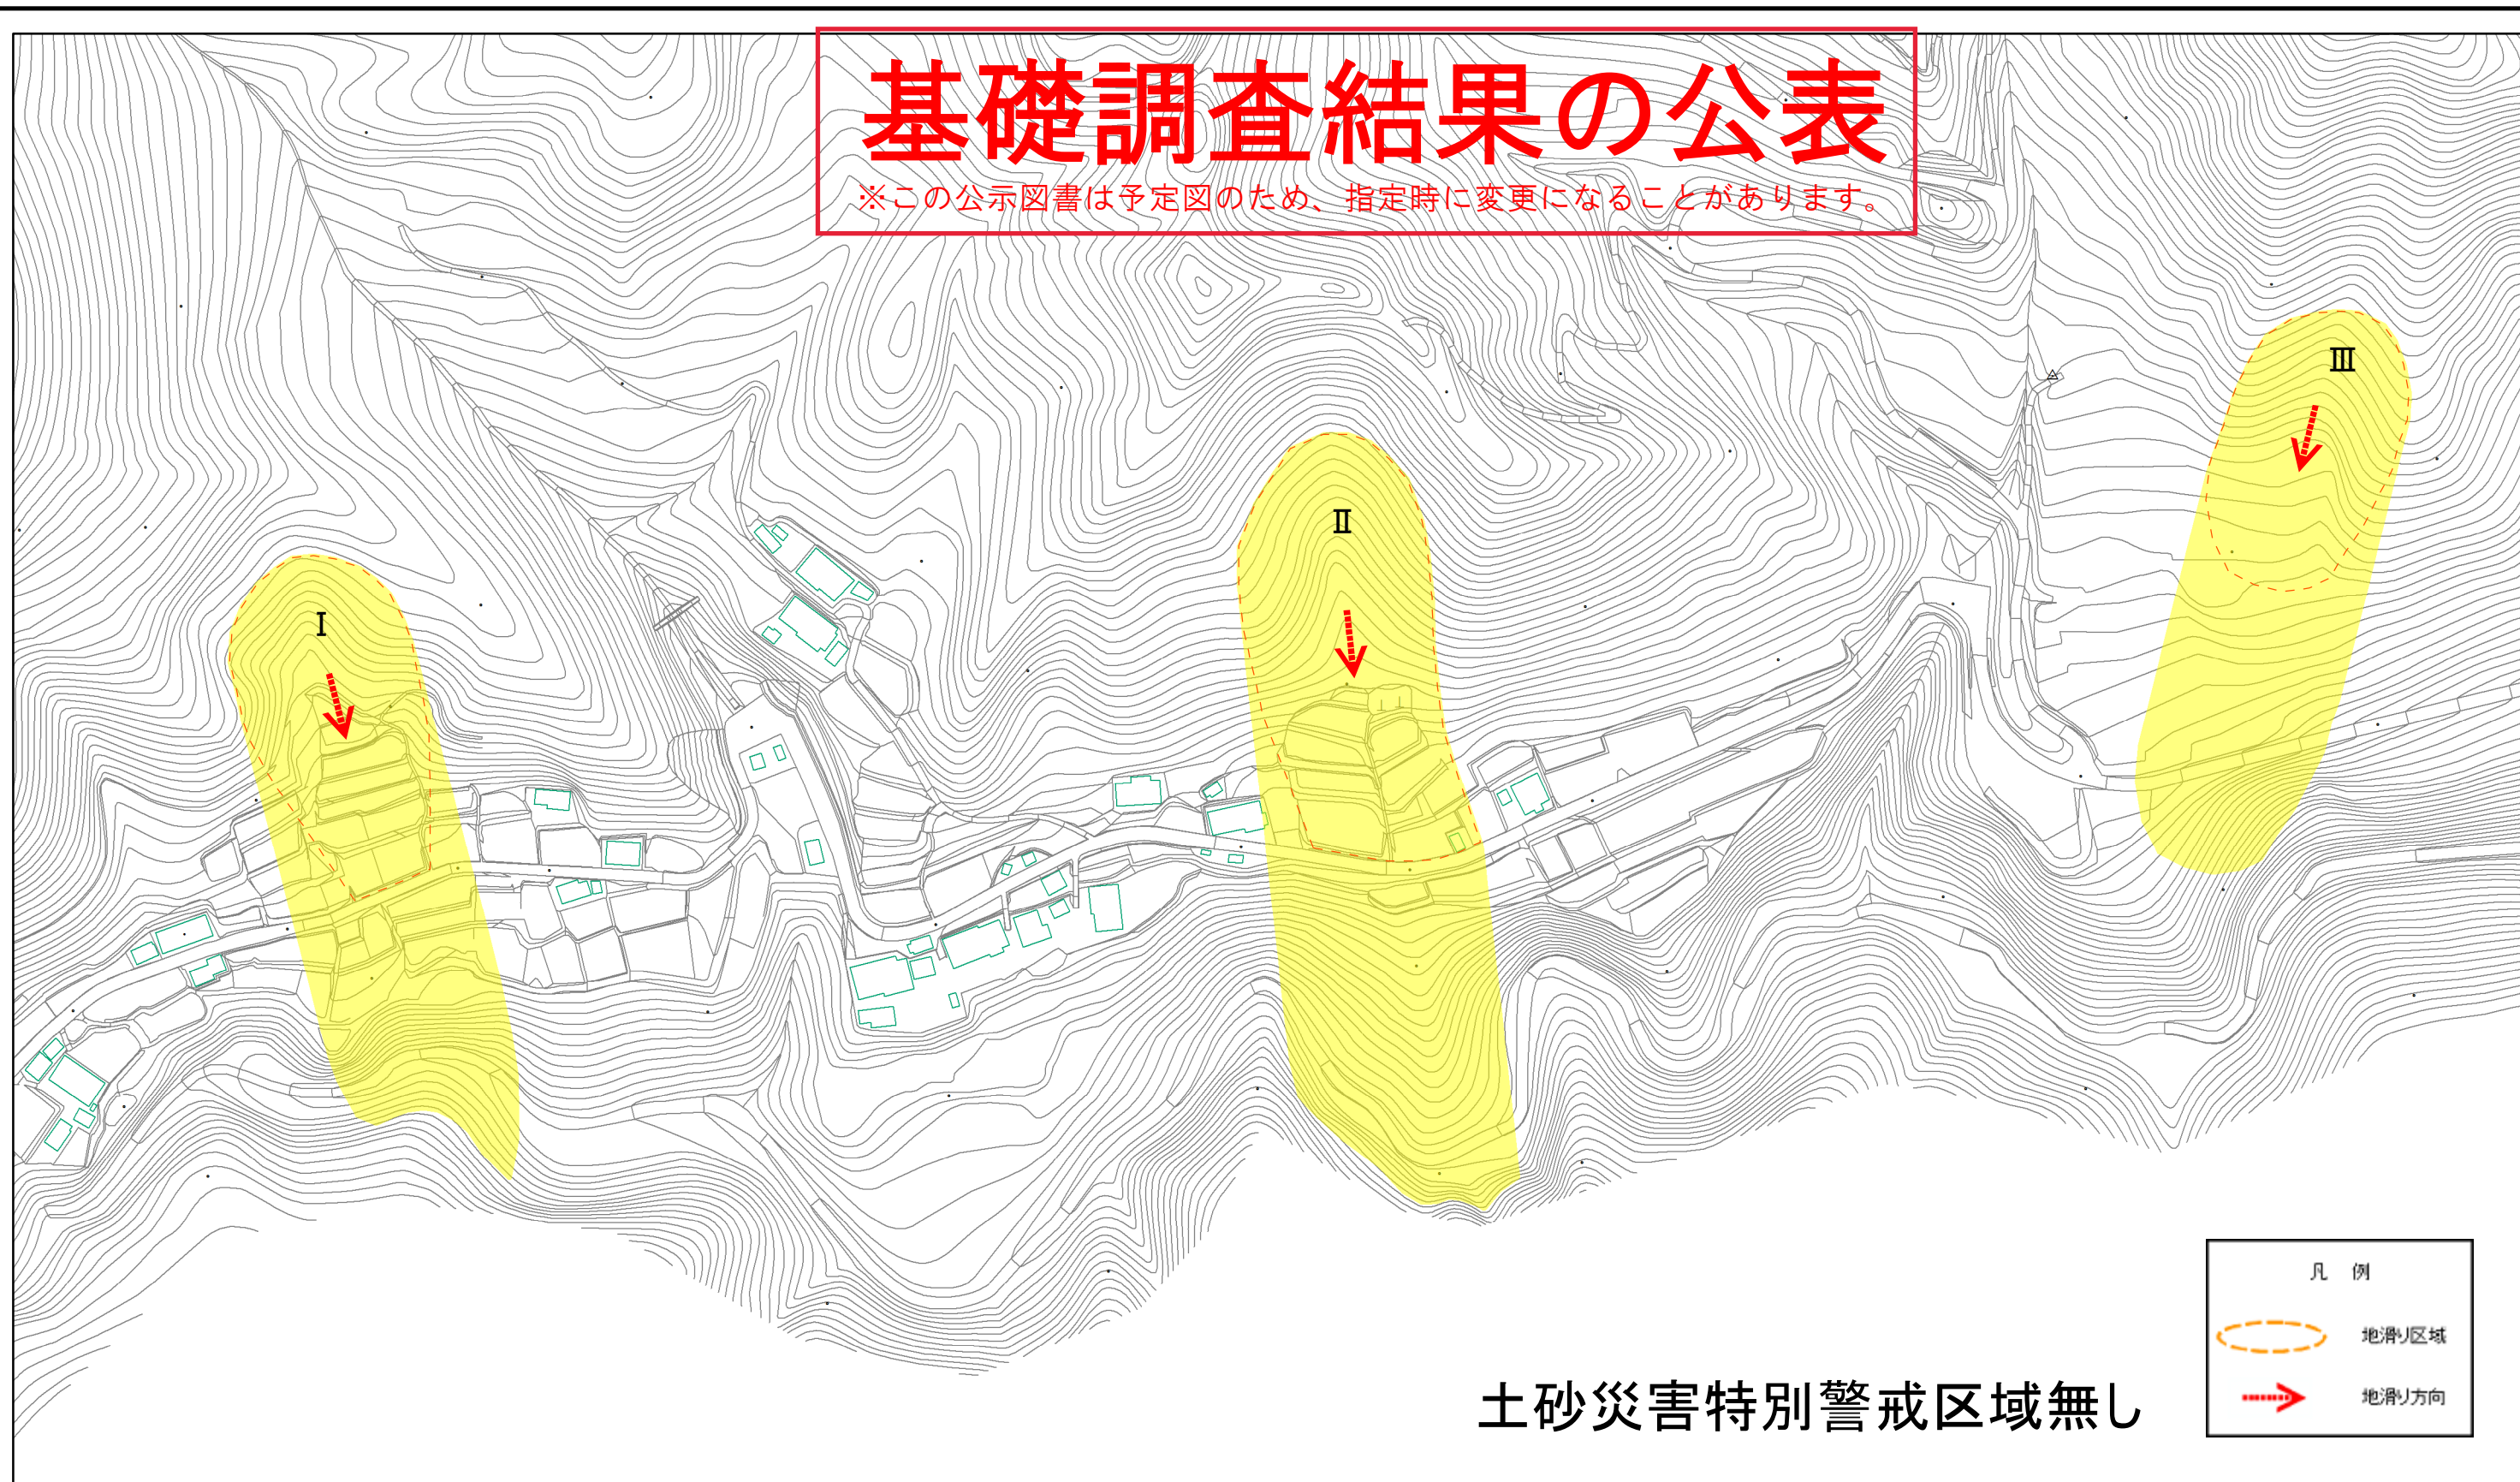 基礎調査結果の公表
※この公示図書は予定図のため、指定時に変更になることがあります。
Ⅲ
Ⅱ
Ⅰ
凡 例
地滑り区域
地滑り方向
土砂災害特別警戒区域無し